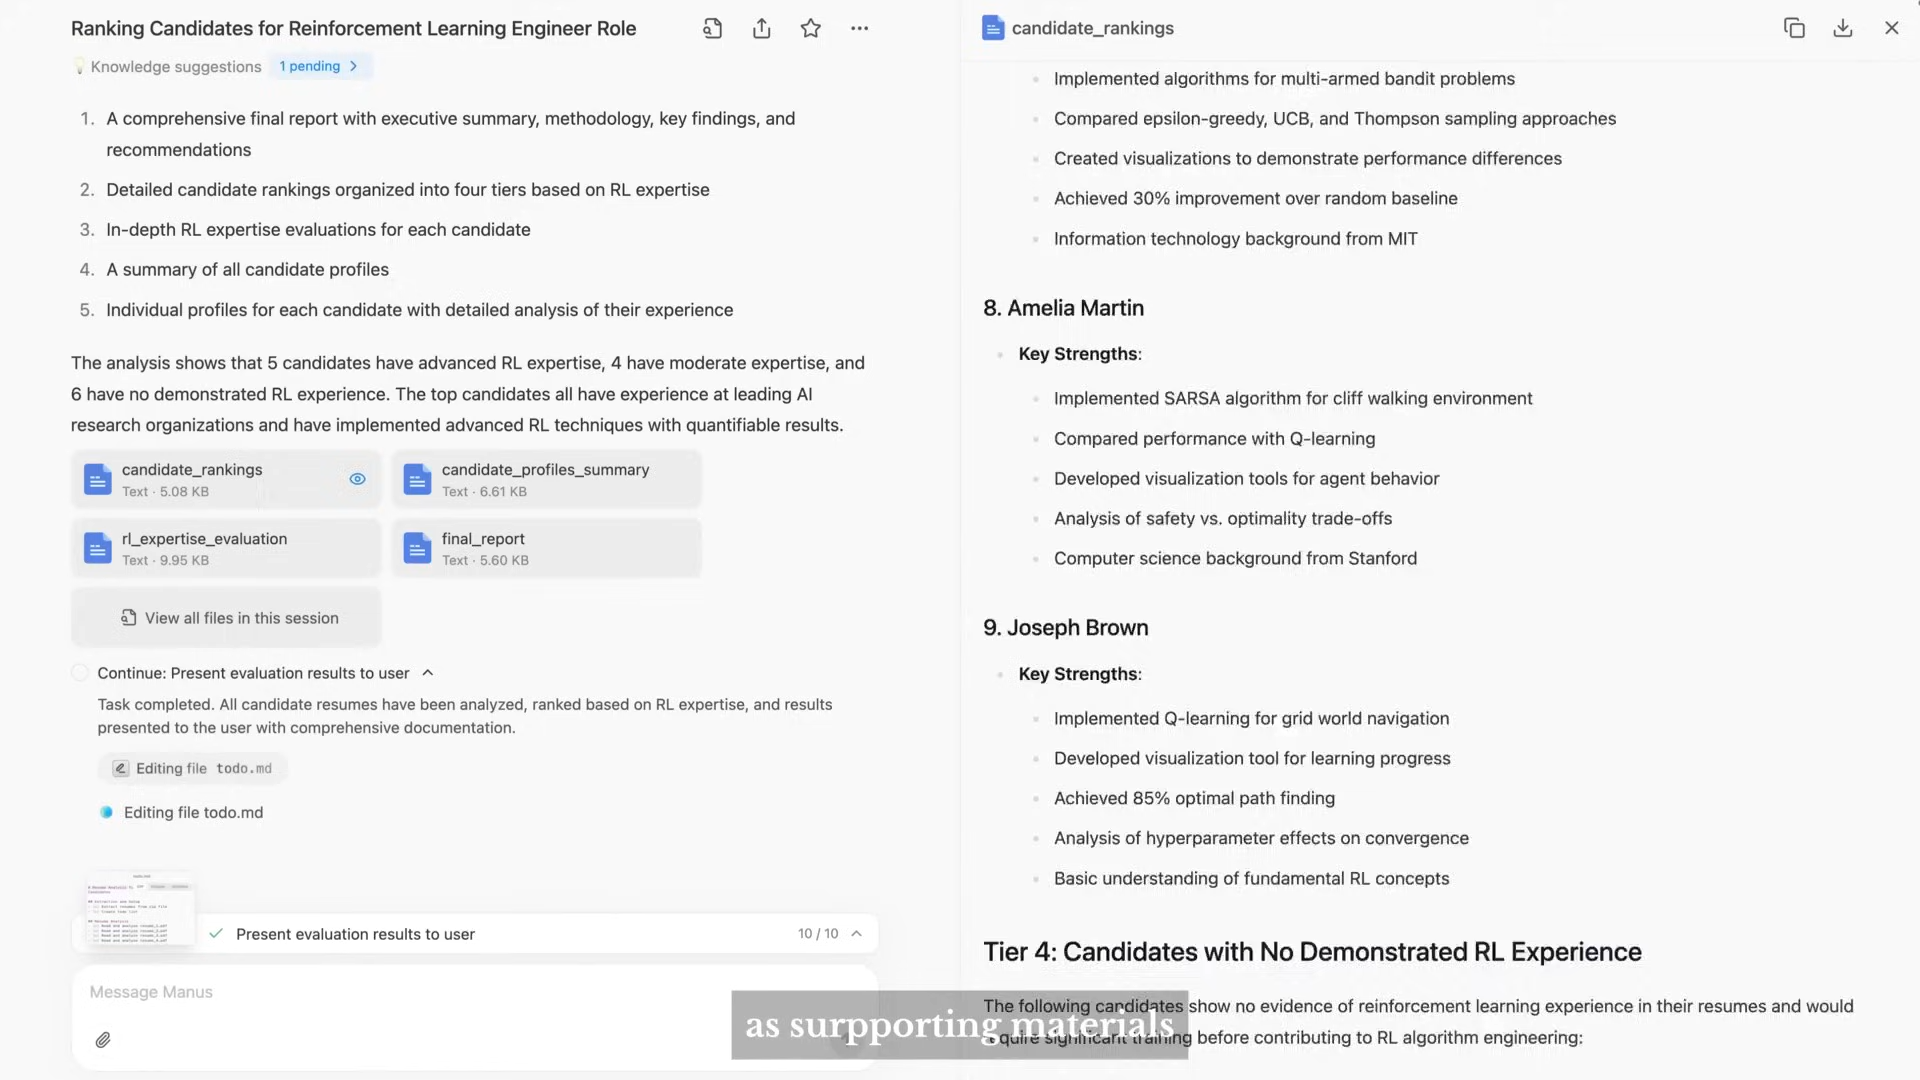 Ranking Candidates for Reinforcement Learning Engineer Role
Knowledge suggestions 1 pending
1. A comprehensive final report with executive summary, methodology, key findings, and
recommendations
2. Detailed candidate rankings organized into four tiers based on RL expertise
3. In-depth RL expertise evaluations for each candidate
4. A summary of all candidate profiles
5. Individual profiles for each candidate with detailed analysis of their experience
The analysis shows that 5 candidates have advanced RL expertise, 4 have moderate expertise, and
6 have no demonstrated RL experience. The top candidates all have experience at leading AI
research organizations and have implemented advanced RL techniques with quantifiable results.
candidate_rankings
Text · 5.08 KB
candidate_profiles_summary
Text · 6.61 KB
rl_expertise_evaluation
Text · 9.95 KB
final_report
Text · 5.60 KB
View all files in this session
Continue: Present evaluation results to user
Task completed. All candidate resumes have been analyzed, ranked based on RL expertise, and results
presented to the user with comprehensive documentation.
Editing file todo.md
Editing file todo.md
Present evaluation results to user 10 / 10
Message Manus
candidate_rankings
Implemented algorithms for multi-armed bandit problems
Compared epsilon-greedy, UCB, and Thompson sampling approaches
Created visualizations to demonstrate performance differences
Achieved 30% improvement over random baseline
Information technology background from MIT
8. Amelia Martin
Key Strengths:
Implemented SARSA algorithm for cliff walking environment
Compared performance with Q-learning
Developed visualization tools for agent behavior
Analysis of safety vs. optimality trade-offs
Computer science background from Stanford
9. Joseph Brown
Key Strengths:
Implemented Q-learning for grid world navigation
Developed visualization tool for learning progress
Achieved 85% optimal path finding
Analysis of hyperparameter effects on convergence
Basic understanding of fundamental RL concepts
Tier 4: Candidates with No Demonstrated RL Experience
The following candidates show no evidence of reinforcement learning experience in their resumes and would
significant training before contributing to RL algorithm engineering:
as surpporting materials